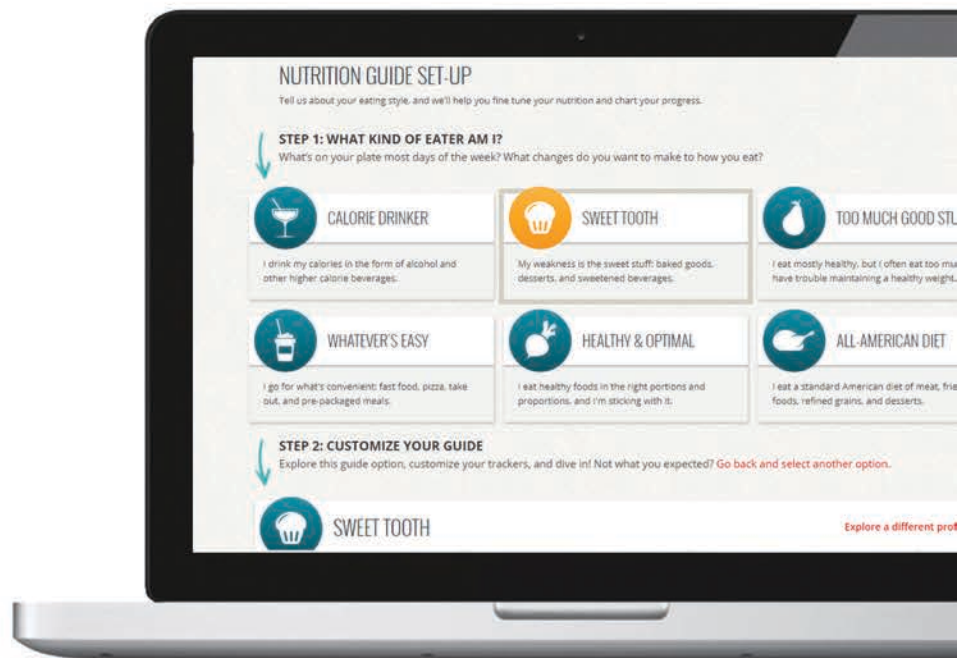 NUTRITION GUIDE SET-UP
Tell us about your eating style, and we'll help you fine tune your nutrition and chart your progress.
STEP 1: WHAT KIND OF EATER AM I?
What's on your plate most days of the week? What changes do you want to make to how you eat?
CALORIE DRINKER
I drink my calories in the form of alcohol and
other higher calorie beverages.
SWEET TOOTH
My weakness is the sweet stuff: baked goods,
desserts, and sweetened beverages.
TOO MUCH GOOD STU
I eat mostly healthy, but I often eat too mu
have trouble maintaining a healthy weight.
WHATEVER'S EASY
I go for what's convenient: fast food, pizza, take
out, and pre-packaged meals.
HEALTHY & OPTIMAL
I eat healthy foods in the right portions and
proportions, and I'm sticking with it.
ALL-AMERICAN DIET
I eat a standard American diet of meat, frie
foods, refined grains, and desserts.
STEP 2: CUSTOMIZE YOUR GUIDE
Explore this guide option, customize your trackers, and dive in! Not what you expected? Go back and select another option.
SWEET TOOTH
Explore a different prof